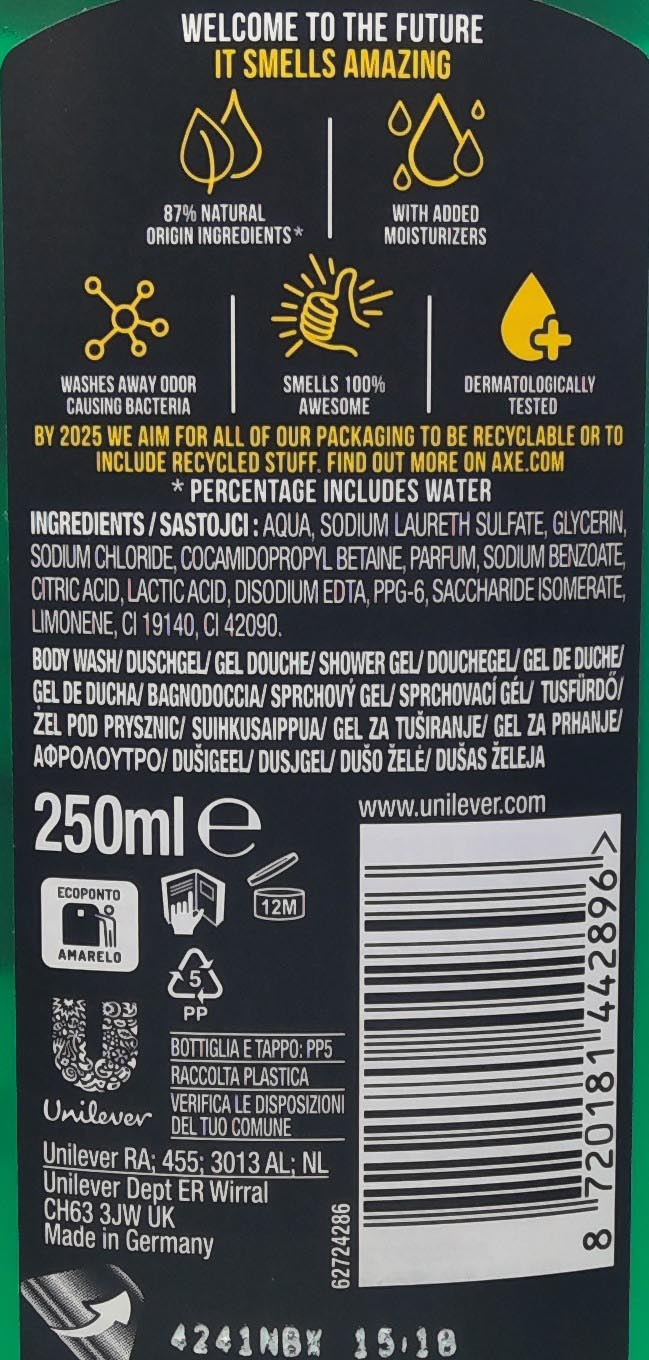 WELCOME TO THE FUTURE
IT SMELLS AMAZING
87% NATURAL
ORIGIN INGREDIENTS*
WITH ADDED
MOISTURIZERS
WASHES AWAY ODOR
CAUSING BACTERIA
SMELLS 100%
AWESOME
DERMATOLOGICALLY
TESTED
BY 2025 WE AIM FOR ALL OF OUR PACKAGING TO BE RECYCLABLE OR TO
INCLUDE RECYCLED STUFF. FIND OUT MORE ON AXE.COM
* PERCENTAGE INCLUDES WATER
INGREDIENTS / SASTOJCI : AQUA, SODIUM LAURETH SULFATE, GLYCERIN,
SODIUM CHLORIDE, COCAMIDOPROPYL BETAINE, PARFUM, SODIUM BENZOATE,
CITRIC ACID, LACTIC ACID, DISODIUM EDTA, PPG-6, SACCHARIDE ISOMERATE,
LIMONENE, CI 19140, CI 42090.
BODY WASH/ DUSCHGEL/ GEL DOUCHE/ SHOWER GEL/ DOUCHEGEL/ GEL DE DUCHE/
GEL DE DUCHA/ BAGNODOCCIA/ SPRCHOVÝ GEL/ SPRCHOVACÍ GÉL/ TUSFÜRDŐ/
ŻEL POD PRYSZNIC/ SUIHKUSAIPPUA/ GEL ZA TUŠIRANJE/ GEL ZA PRHANJE/
ΑΦΡΟΛΟΥΤΡΟ/ DUŠIGEEL/ DUSJGEL/ DUŠO ŽELĖ/ DUŠAS ŽELEJA
250ml e
www.unilever.com
ECOPONTO
AMARELO
12M
5
PP
BOTTIGLIA E TAPPO: PP5
RACCOLTA PLASTICA
VERIFICA LE DISPOSIZIONI
DEL TUO COMUNE
Unilever
Unilever RA; 455; 3013 AL; NL
Unilever Dept ER Wirral
CH63 3JW UK
Made in Germany
62724286
8 720181 442896 >
4241NBX 15:18